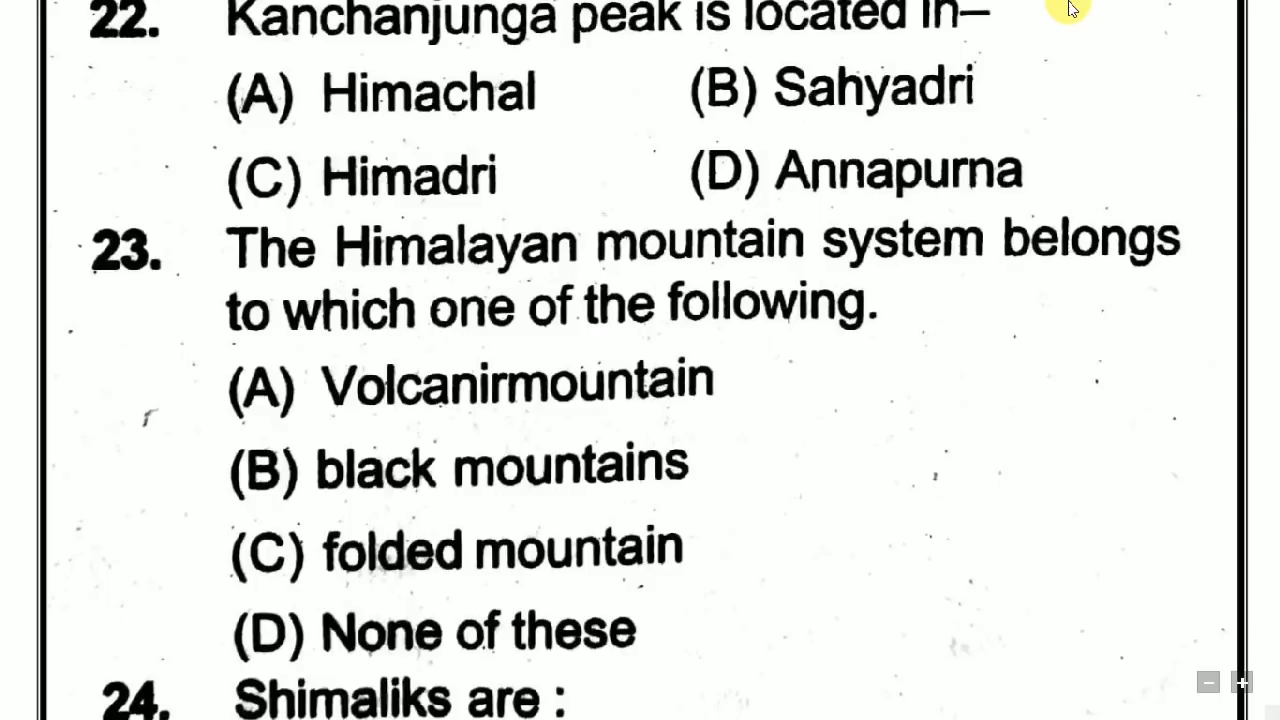 22. Kanchanjunga peak is located in–
(A) Himachal (B) Sahyadri
(C) Himadri (D) Annapurna
23. The Himalayan mountain system belongs
to which one of the following.
(A) Volcanirmountain
(B) black mountains
(C) folded mountain
(D) None of these
24. Shimaliks are :